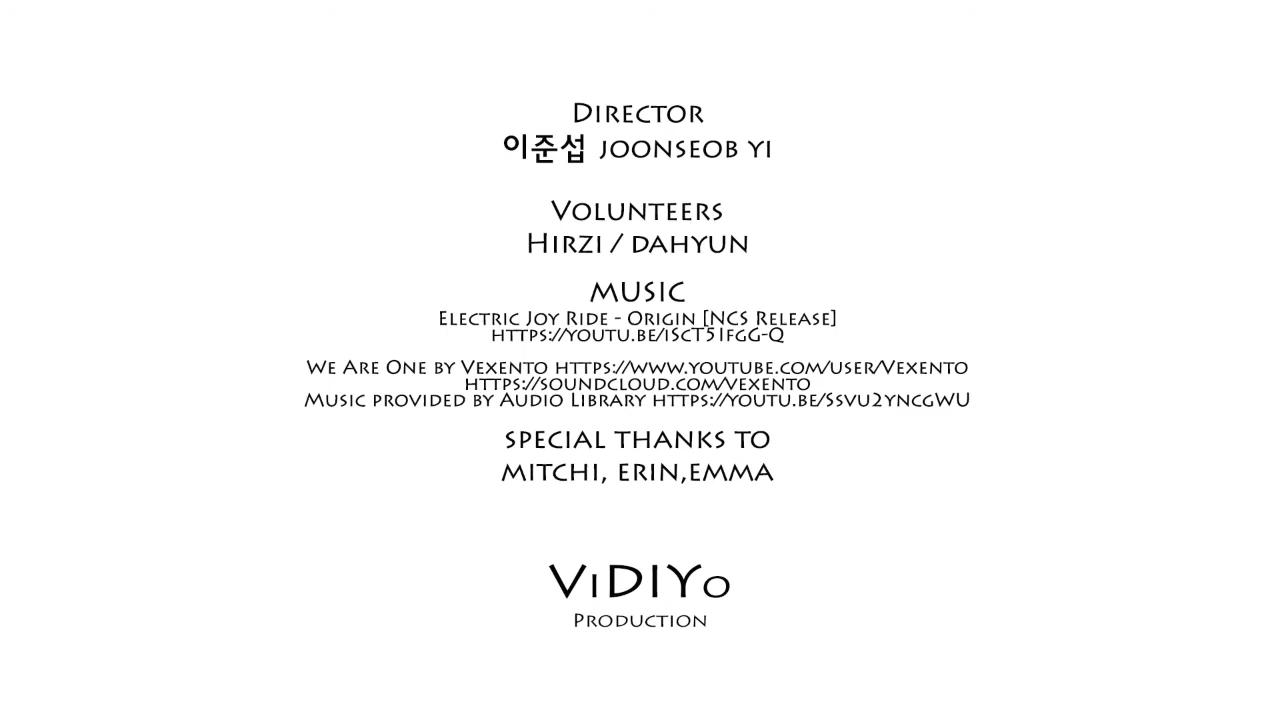 Director
이준섭 JOONSEOB YI
Volunteers
Hirzi / DAHYUN
MUSIC
Electric Joy Ride - Origin [NCS Release]
https://youtu.be/iScT51fgG-Q
We Are One by Vexento https://www.youtube.com/user/Vexento
https://soundcloud.com/vexento
Music provided by Audio Library https://youtu.be/Ssvu2yncgWU
SPECIAL THANKS TO
MITCHI, ERIN,EMMA
ViDIYo
Production